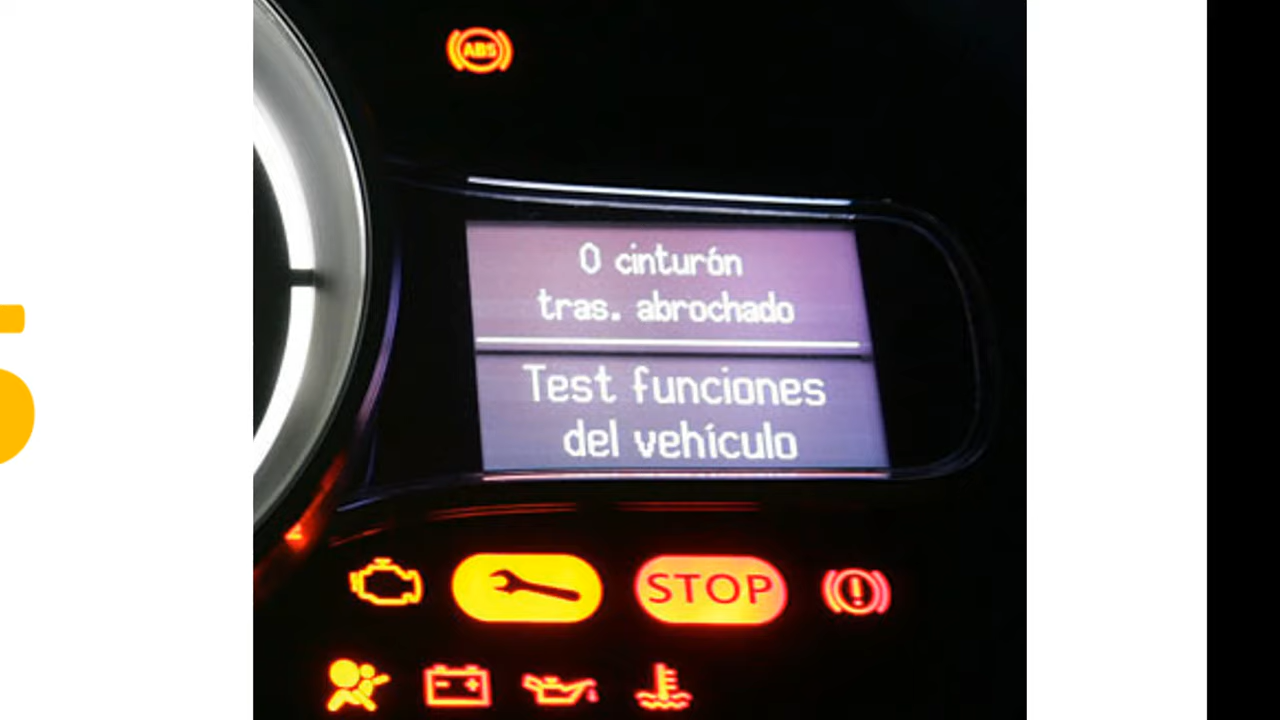 ABS
0 cinturón
tras. abrochado
Test funciones
del vehículo
STOP